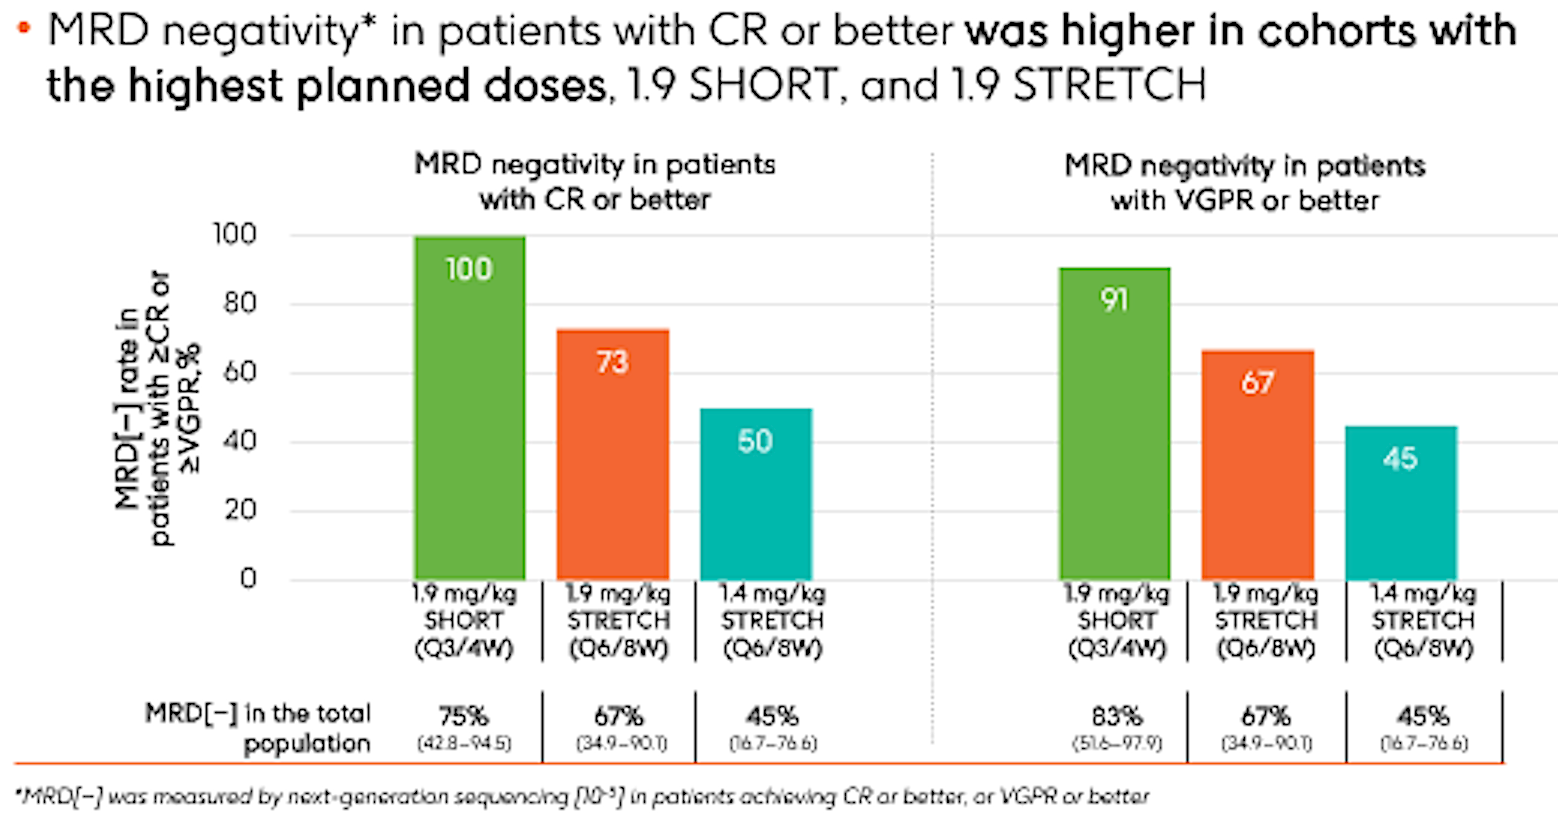 • MRD negativity* in patients with CR or better was higher in cohorts with
the highest planned doses, 1.9 SHORT, and 1.9 STRETCH
MRD negativity in patients
with CR or better
MRD negativity in patients
with VGPR or better
MRD[–] rate in
patients with ≥CR or
≥VGPR,%
100
80
60
40
20
0
100
73
50
91
67
45
1.9 mg/kg
SHORT
(Q3/4W)
1.9 mg/kg
STRETCH
(Q6/8W)
1.4 mg/kg
STRETCH
(Q6/8W)
1.9 mg/kg
SHORT
(Q3/4W)
1.9 mg/kg
STRETCH
(Q6/8W)
1.4 mg/kg
STRETCH
(Q6/8W)
MRD[–] in the total
population
75%
(42.8–94.5)
67%
(34.9–90.1)
45%
(16.7–76.6)
83%
(51.6–97.9)
67%
(34.9–90.1)
45%
(16.7–76.6)
*MRD[–] was measured by next-generation sequencing [10⁻⁵] in patients achieving CR or better, or VGPR or better